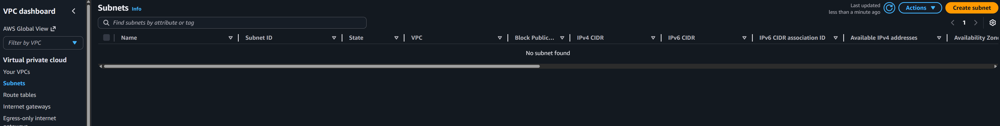 VPC dashboard
AWS Global View
Filter by VPC
Virtual private cloud
Your VPCs
Subnets
Route tables
Internet gateways
Egress-only internet
gateways
Subnets Info
Last updated
less than a minute ago
Actions
Create subnet
Find subnets by attribute or tag
1
Name Subnet ID State VPC Block Public... IPv4 CIDR IPv6 CIDR IPv6 CIDR association ID Available IPv4 addresses Availability Zon
No subnet found